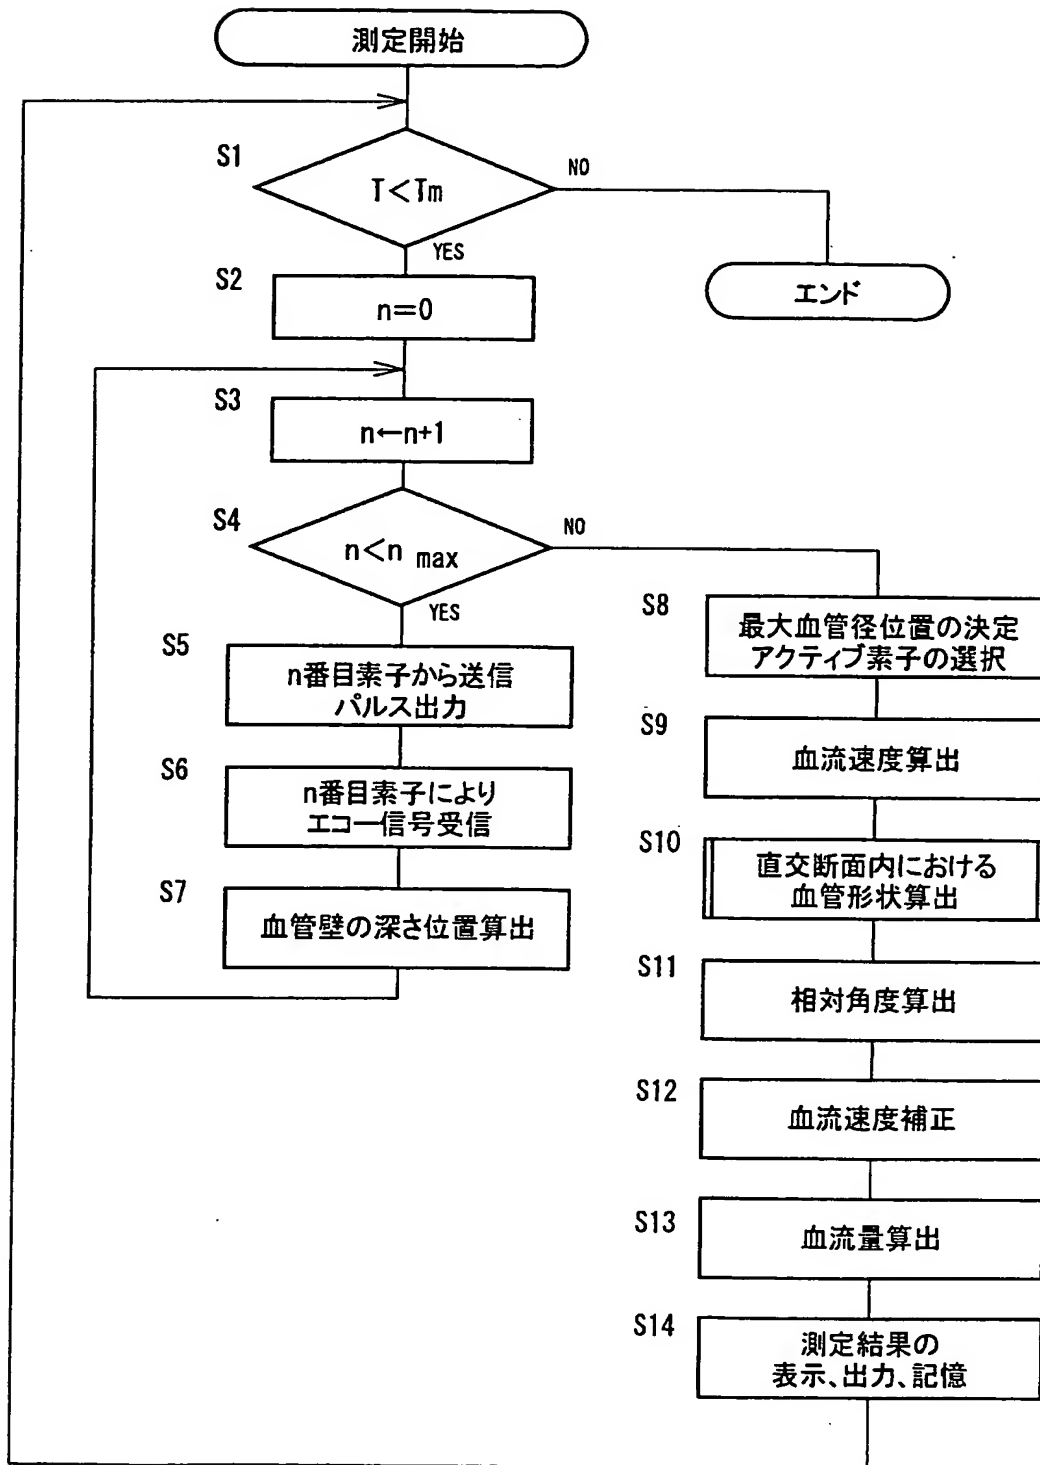 測定開始
S1
T<Tm
NO
YES
エンド
S2
n=0
S3
n←n+1
S4
n<n max
NO
YES
S5
n番目素子から送信
パルス出力
S6
n番目素子により
エコー信号受信
S7
血管壁の深さ位置算出
S8
最大血管径位置の決定
アクティブ素子の選択
S9
血流速度算出
S10
直交断面内における
血管形状算出
S11
相対角度算出
S12
血流速度補正
S13
血流量算出
S14
測定結果の
表示、出力、記憶